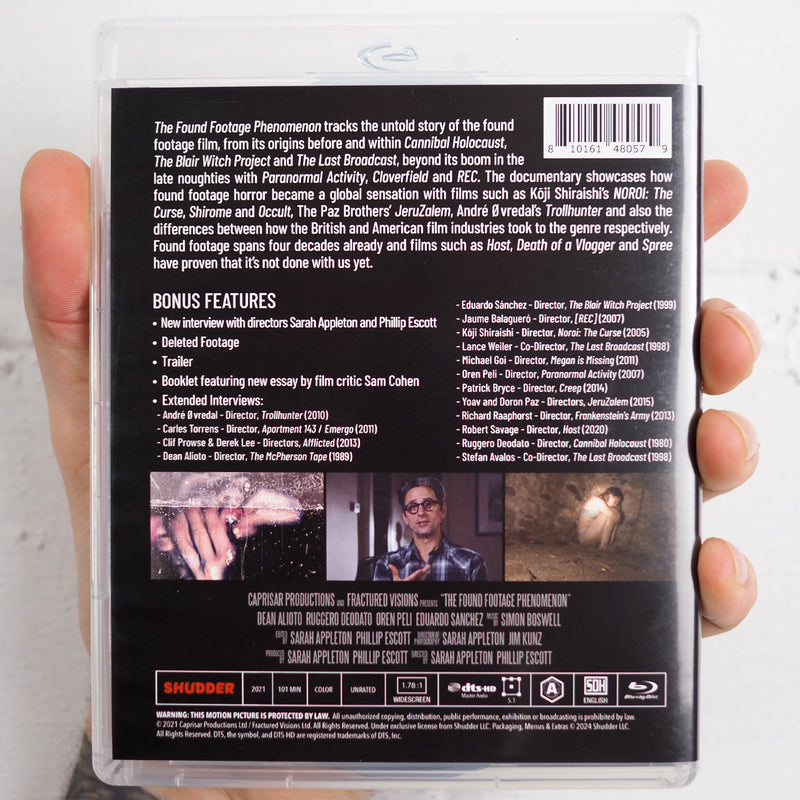 The Found Footage Phenomenon tracks the untold story of the found
footage film, from its origins before and within Cannibal Holocaust,
The Blair Witch Project and The Last Broadcast, beyond its boom in the
late noughties with Paranormal Activity, Cloverfield and REC. The documentary showcases how
found footage horror became a global sensation with films such as Kōji Shiraishi's NOROI: The
Curse, Shirome and Occult, The Paz Brothers' JeruZalem, André Øvredal's Trollhunter and also the
differences between how the British and American film industries took to the genre respectively.
Found footage spans four decades already and films such as Host, Death of a Vlogger and Spree
have proven that it's not done with us yet.
8 10161 48057 9
BONUS FEATURES
• New interview with directors Sarah Appleton and Phillip Escott
• Deleted Footage
• Trailer
• Booklet featuring new essay by film critic Sam Cohen
• Extended Interviews:
- André Øvredal - Director, Trollhunter (2010)
- Carles Torrens - Director, Apartment 143 / Emergo (2011)
- Clif Prowse & Derek Lee - Directors, Afflicted (2013)
- Dean Alioto - Director, The McPherson Tape (1989)
- Eduardo Sánchez - Director, The Blair Witch Project (1999)
- Jaume Balagueró - Director, [REC] (2007)
- Kōji Shiraishi - Director, Noroi: The Curse (2005)
- Lance Weiler - Co-Director, The Last Broadcast (1998)
- Michael Goi - Director, Megan is Missing (2011)
- Oren Peli - Director, Paranormal Activity (2007)
- Patrick Bryce - Director, Creep (2014)
- Yoav and Doron Paz - Directors, JeruZalem (2015)
- Richard Raaphorst - Director, Frankenstein's Army (2013)
- Robert Savage - Director, Host (2020)
- Ruggero Deodato - Director, Cannibal Holocaust (1980)
- Stefan Avalos - Co-Director, The Last Broadcast (1998)
CAPRISAR PRODUCTIONS AND FRACTURED VISIONS PRESENTS "THE FOUND FOOTAGE PHENOMENON"
DEAN ALIOTO RUGGERO DEODATO OREN PELI EDUARDO SANCHEZ MUSIC BY SIMON BOSWELL
EDITED BY SARAH APPLETON PHILLIP ESCOTT DIRECTOR OF PHOTOGRAPHY SARAH APPLETON JIM KUNZ
PRODUCED BY SARAH APPLETON PHILLIP ESCOTT DIRECTED BY SARAH APPLETON PHILLIP ESCOTT
SHUDDER 2021 101 MIN COLOR UNRATED 1.78:1 WIDESCREEN dts-HD Master Audio 5.1 A SDH ENGLISH Blu-ray Disc
WARNING: THIS MOTION PICTURE IS PROTECTED BY LAW. All unauthorized copying, distribution, public performance, exhibition or broadcasting is prohibited by law.
© 2021 Caprisar Productions Ltd / Fractured Visions Ltd. All Rights Reserved. Under exclusive license from Shudder LLC. Packaging, Menus & Extras © 2024 Shudder LLC.
All Rights Reserved. DTS, the symbol, and DTS HD are registered trademarks of DTS, Inc.